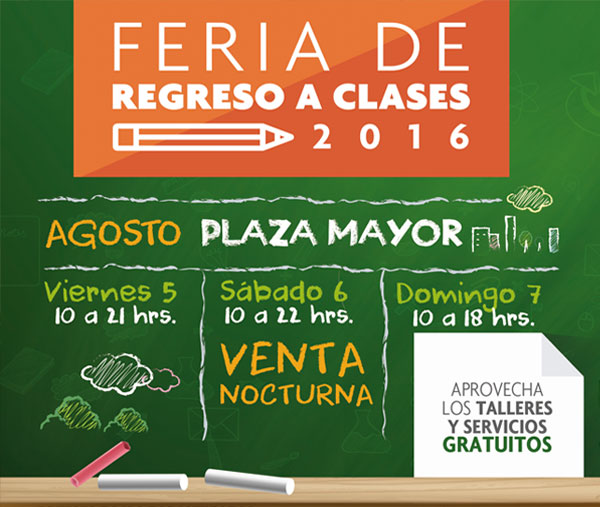 FERIA DE
REGRESO A CLASES
2016
AGOSTO PLAZA MAYOR
Viernes 5
10 a 21 hrs.
Sábado 6
10 a 22 hrs.
VENTA
NOCTURNA
Domingo 7
10 a 18 hrs.
APROVECHA
LOS TALLERES
Y SERVICIOS
GRATUITOS